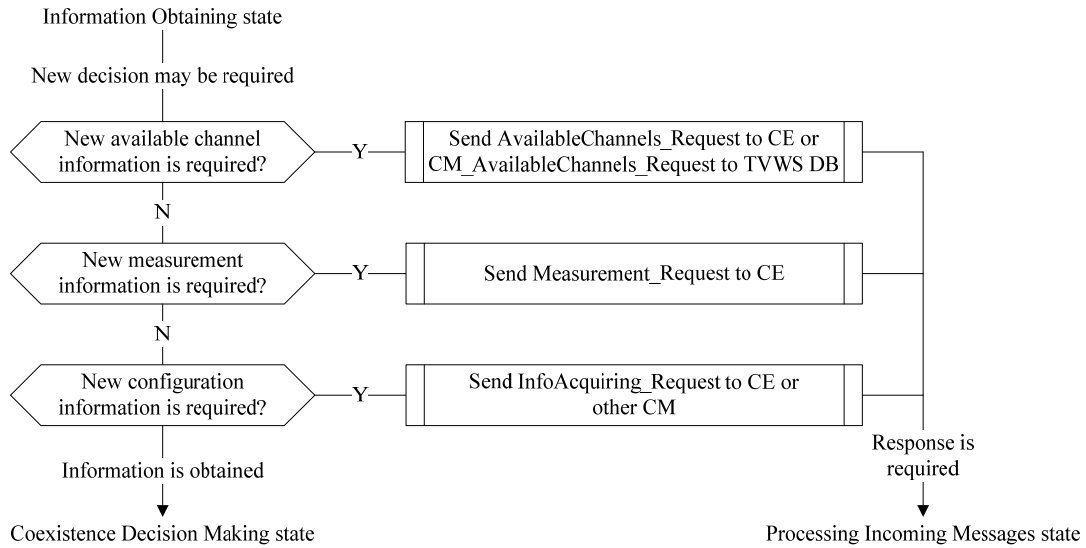 Information Obtaining state
New decision may be required
New available channel
information is required?
Y
Send AvailableChannels_Request to CE or
CM_AvailableChannels_Request to TVWS DB
N
New measurement
information is required?
Y
Send Measurement_Request to CE
N
New configuration
information is required?
Y
Send InfoAcquiring_Request to CE or
other CM
Information is obtained
Response is
required
Coexistence Decision Making state
Processing Incoming Messages state